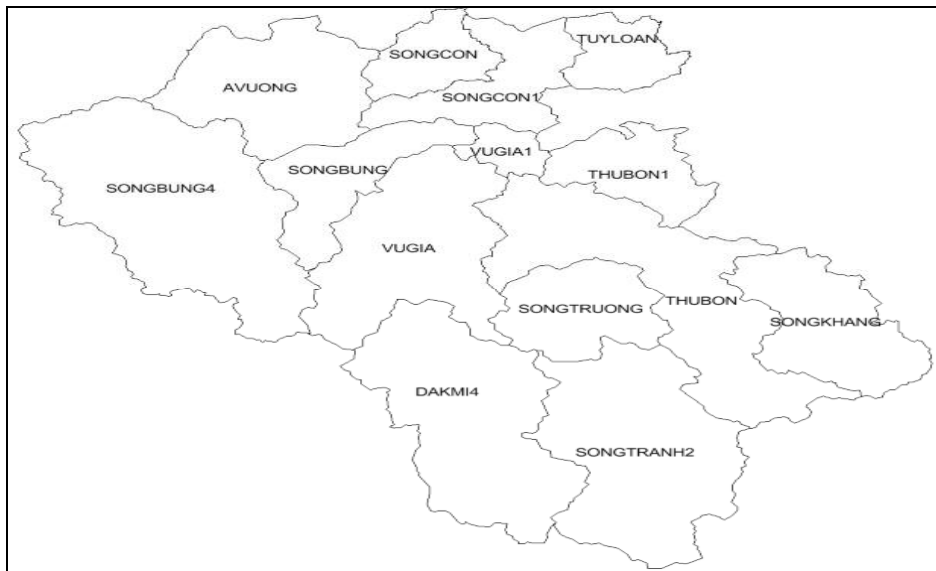 TUYLOAN
SONGCON
AVUONG
SONGCON1
VUGIA1
SONGBUNG
THUBON1
SONGBUNG4
VUGIA
THUBON
SONGTRUONG
SONGKHANG
DAKMI4
SONGTRANH2